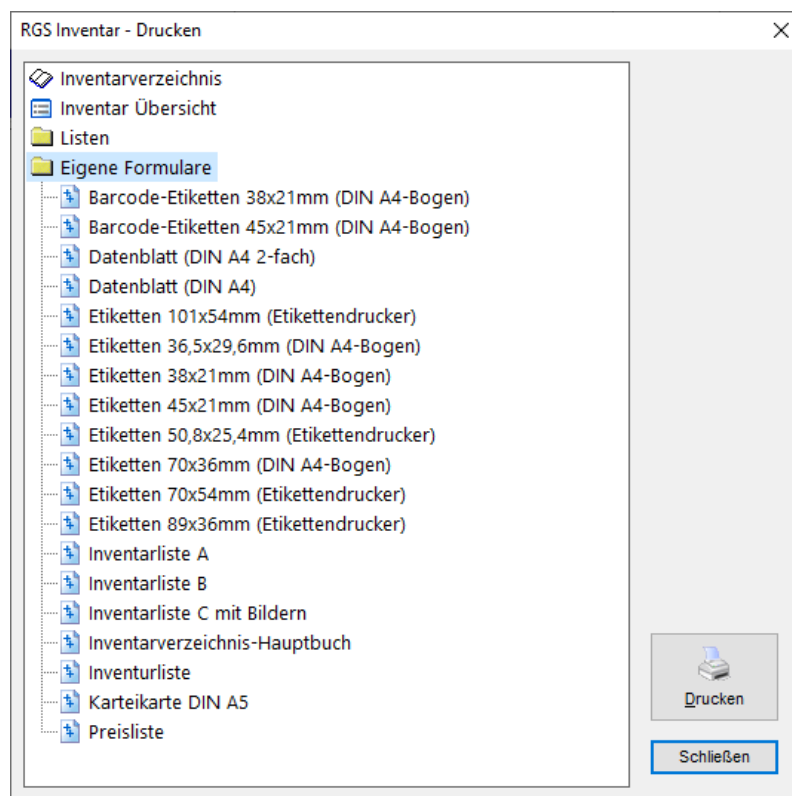 RGS Inventar - Drucken
Inventarverzeichnis
Inventar Übersicht
Listen
Eigene Formulare
Barcode-Etiketten 38x21mm (DIN A4-Bogen)
Barcode-Etiketten 45x21mm (DIN A4-Bogen)
Datenblatt (DIN A4 2-fach)
Datenblatt (DIN A4)
Etiketten 101x54mm (Etikettendrucker)
Etiketten 36,5x29,6mm (DIN A4-Bogen)
Etiketten 38x21mm (DIN A4-Bogen)
Etiketten 45x21mm (DIN A4-Bogen)
Etiketten 50,8x25,4mm (Etikettendrucker)
Etiketten 70x36mm (DIN A4-Bogen)
Etiketten 70x54mm (Etikettendrucker)
Etiketten 89x36mm (Etikettendrucker)
Inventarliste A
Inventarliste B
Inventarliste C mit Bildern
Inventarverzeichnis-Hauptbuch
Inventurliste
Karteikarte DIN A5
Preisliste
Drucken
Schließen